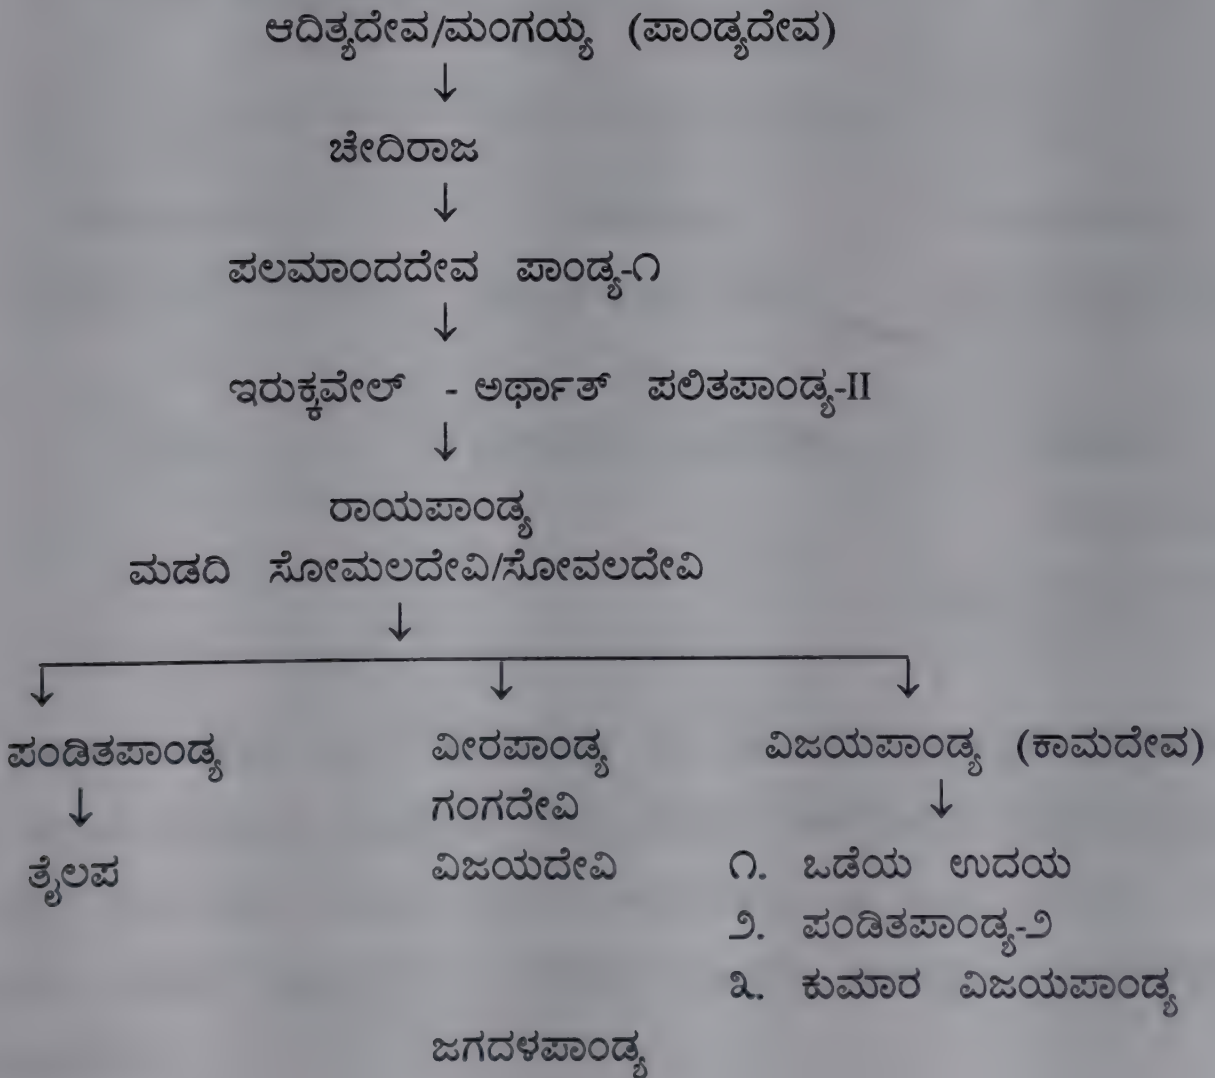 ಆದಿತ್ಯದೇವ/ಮಂಗಯ್ಯ (ಪಾಂಡ್ಯದೇವ)
ಚೇದಿರಾಜ
ಪಲಮಾಂದದೇವ ಪಾಂಡ್ಯ-೧
ಇರುಕ್ಕವೇಲ್ - ಅರ್ಥಾತ್ ಪಲಿತಪಾಂಡ್ಯ-II
ರಾಯಪಾಂಡ್ಯ
ಮಡದಿ ಸೋಮಲದೇವಿ/ಸೋವಲದೇವಿ
ಪಂಡಿತಪಾಂಡ್ಯ ವೀರಪಾಂಡ್ಯ ವಿಜಯಪಾಂಡ್ಯ (ಕಾಮದೇವ)
ಗಂಗದೇವಿ
ತೈಲಪ ವಿಜಯದೇವಿ ೧. ಒಡೆಯ ಉದಯ
೨. ಪಂಡಿತಪಾಂಡ್ಯ-೨
೩. ಕುಮಾರ ವಿಜಯಪಾಂಡ್ಯ
ಜಗದಳಪಾಂಡ್ಯ